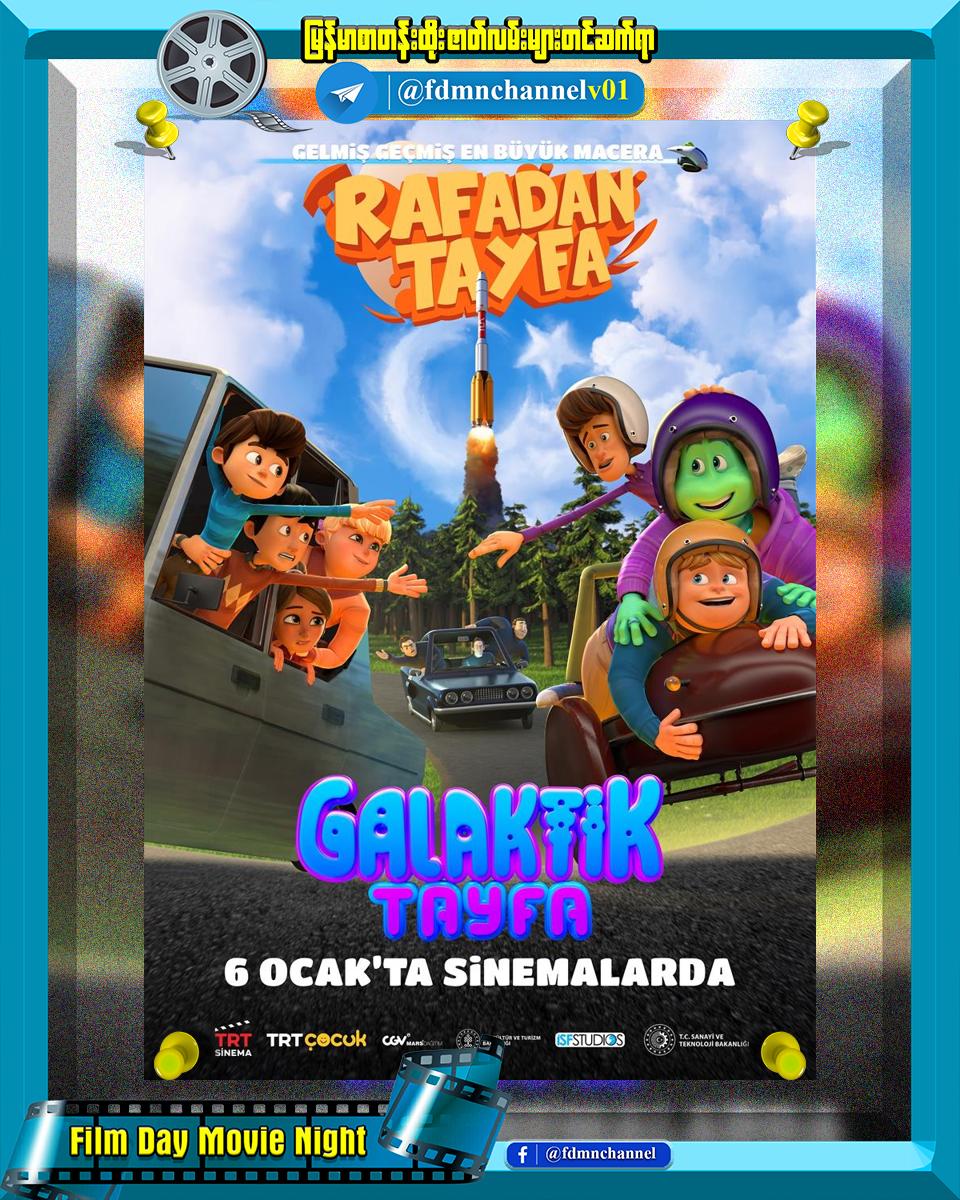 မြန်မာစာတန်းထိုးဇာတ်လမ်းများတင်ဆက်ရာ
@fdmnchannelv01
GELMİŞ GEÇMİŞ EN BÜYÜK MACERA
RAFADAN
TAYFA
GALAKTİK
TAYFA
6 OCAK'TA SİNEMALARDA
TRT SİNEMA
TRT ÇOCUK
CGV MARS DAĞITIM
ISF STUDIOS
T.C. SANAYİ VE
TEKNOLOJİ BAKANLIĞI
Film Day Movie Night
@fdmnchannel